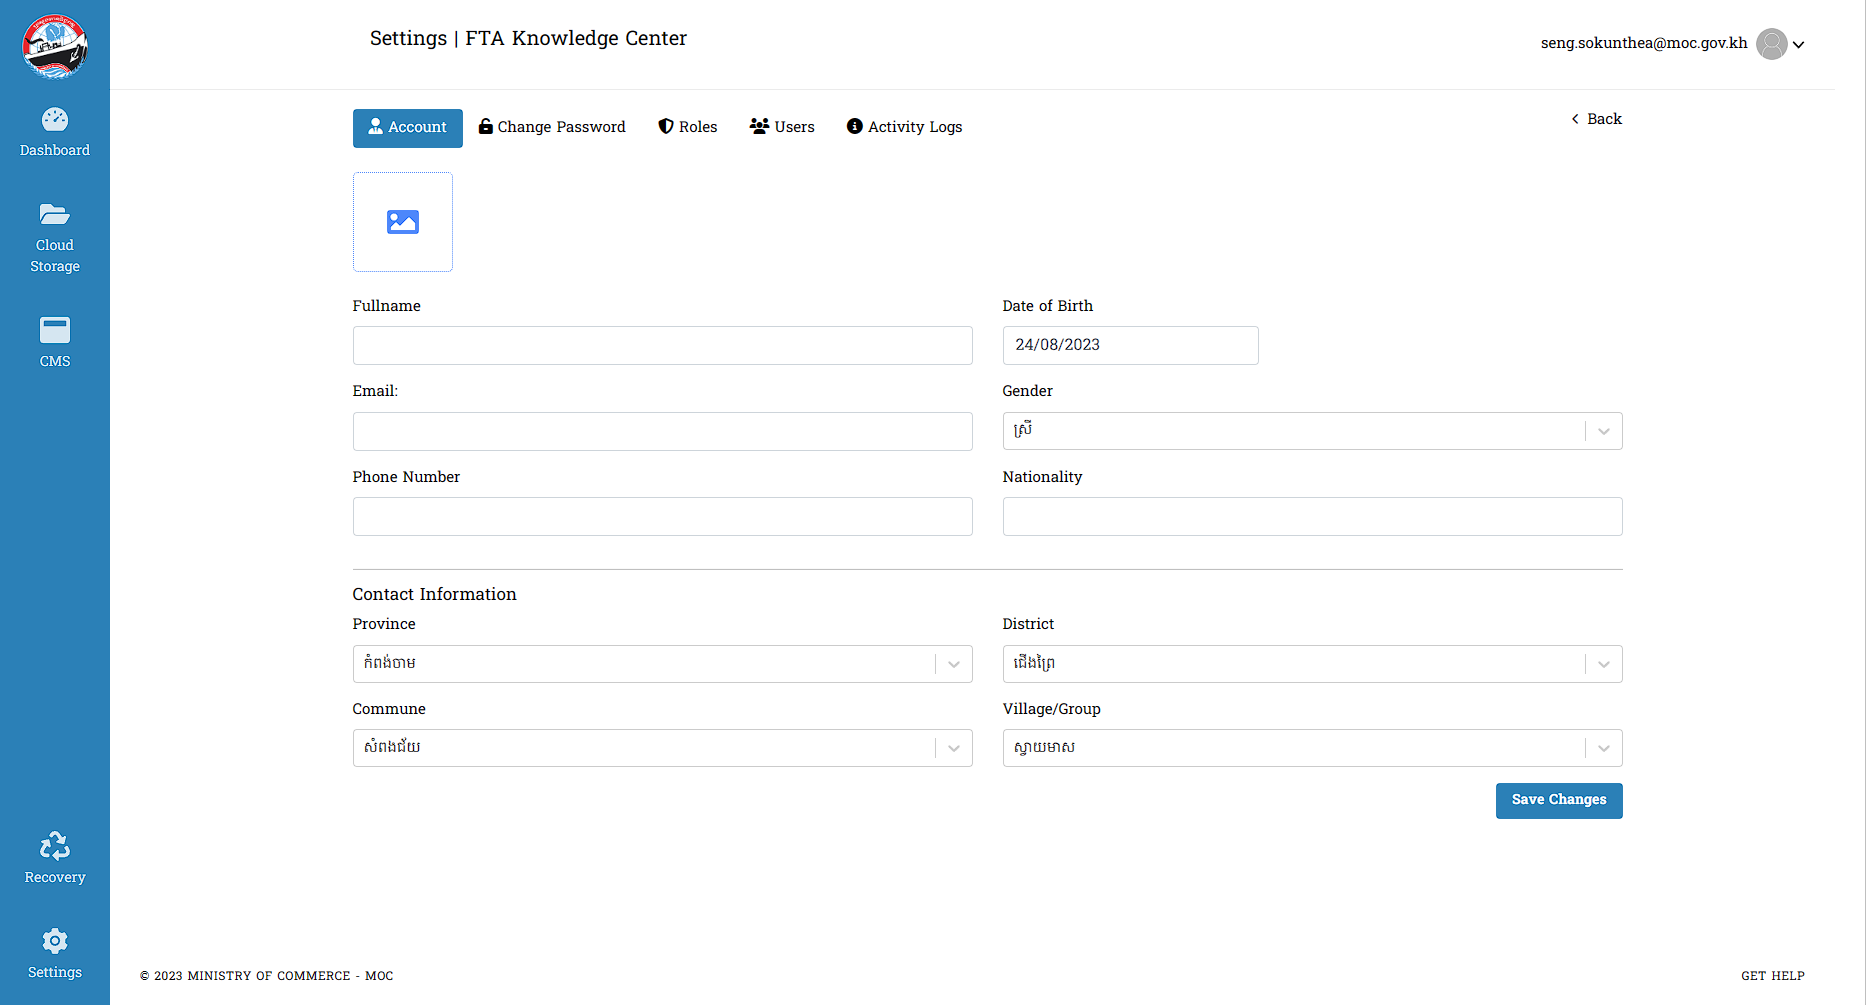 Settings | FTA Knowledge Center
seng.sokunthea@moc.gov.kh
Dashboard
Cloud
Storage
CMS
Recovery
Settings
Account
Change Password
Roles
Users
Activity Logs
Back
Fullname
Date of Birth
24/08/2023
Email:
Gender
ស្រី
Phone Number
Nationality
Contact Information
Province
District
កំពង់ចាម
ជើងព្រៃ
Commune
Village/Group
សំពងជ័យ
ស្វាយមាស
Save Changes
© 2023 MINISTRY OF COMMERCE - MOC
GET HELP